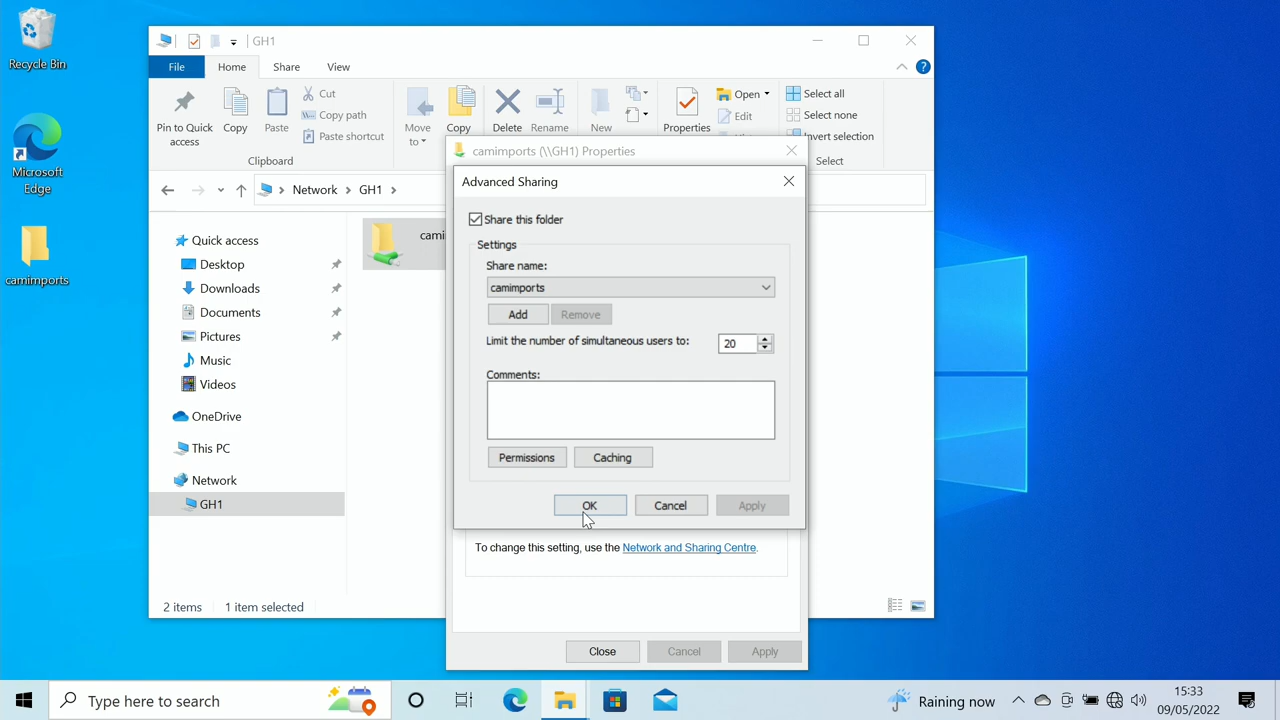 Recycle Bin
Microsoft
Edge
camimports
GH1
File Home Share View
Pin to Quick
access
Copy
Paste
Cut
Copy path
Paste shortcut
Clipboard
Move
to
Copy
Delete
Rename
New
Properties
Open
Edit
Select all
Select none
Invert selection
Select
Network GH1
Quick access
Desktop
Downloads
Documents
Pictures
Music
Videos
OneDrive
This PC
Network
GH1
2 items 1 item selected
cami
camimports (\\GH1) Properties
Advanced Sharing
Share this folder
Settings
Share name:
camimports
Add Remove
Limit the number of simultaneous users to: 20
Comments:
Permissions Caching
OK Cancel Apply
To change this setting, use the Network and Sharing Centre.
Close Cancel Apply
Type here to search
Raining now
15:33
09/05/2022